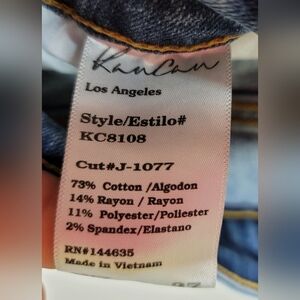 KanCan
Los Angeles
Style/Estilo#
KC8108
Cut#J-1077
73% Cotton /Algodon
14% Rayon / Rayon
11% Polyester/Poliester
2% Spandex/Elastano
RN#144635
Made in Vietnam